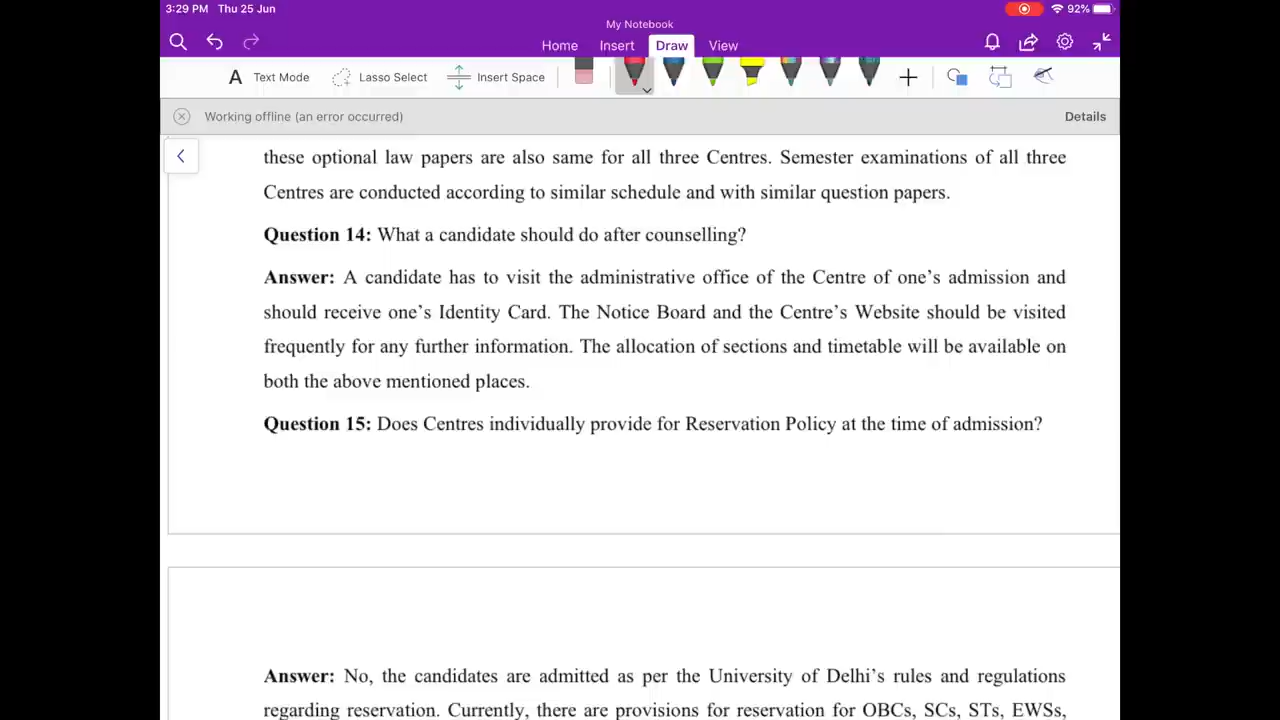 3:29 PM Thu 25 Jun
92%
My Notebook
Home Insert Draw View
A Text Mode Lasso Select Insert Space
Working offline (an error occurred) Details
these optional law papers are also same for all three Centres. Semester examinations of all three
Centres are conducted according to similar schedule and with similar question papers.
Question 14: What a candidate should do after counselling?
Answer: A candidate has to visit the administrative office of the Centre of one’s admission and
should receive one’s Identity Card. The Notice Board and the Centre’s Website should be visited
frequently for any further information. The allocation of sections and timetable will be available on
both the above mentioned places.
Question 15: Does Centres individually provide for Reservation Policy at the time of admission?
Answer: No, the candidates are admitted as per the University of Delhi’s rules and regulations
regarding reservation. Currently, there are provisions for reservation for OBCs, SCs, STs, EWSs,